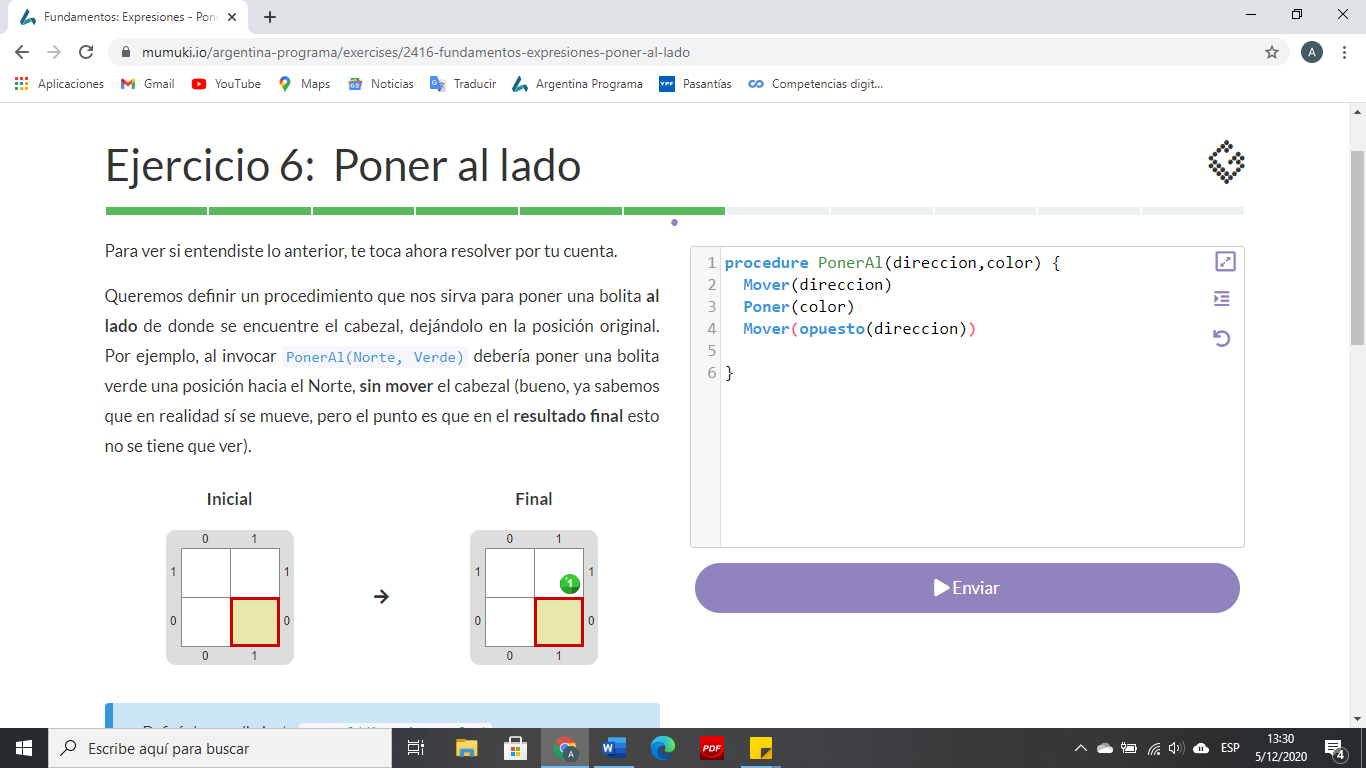 Fundamentos: Expresiones - Pon
mumuki.io/argentina-programa/exercises/2416-fundamentos-expresiones-poner-al-lado
A
Aplicaciones Gmail YouTube Maps Noticias Traducir Argentina Programa YPF Pasantías Competencias digit...
Ejercicio 6: Poner al lado
Para ver si entendiste lo anterior, te toca ahora resolver por tu cuenta.
Queremos definir un procedimiento que nos sirva para poner una bolita al
lado de donde se encuentre el cabezal, dejándolo en la posición original.
Por ejemplo, al invocar PonerAl(Norte, Verde) debería poner una bolita
verde una posición hacia el Norte, sin mover el cabezal (bueno, ya sabemos
que en realidad sí se mueve, pero el punto es que en el resultado final esto
no se tiene que ver).
Inicial Final
0 1 0 1
1 1 1 1
1
0 0 0 0
0 1 0 1
1 procedure PonerAl(direccion,color) {
2 Mover(direccion)
3 Poner(color)
4 Mover(opuesto(direccion))
5
6 }
Enviar
Escribe aquí para buscar
A
W
PDF
ESP
13:30
5/12/2020
4